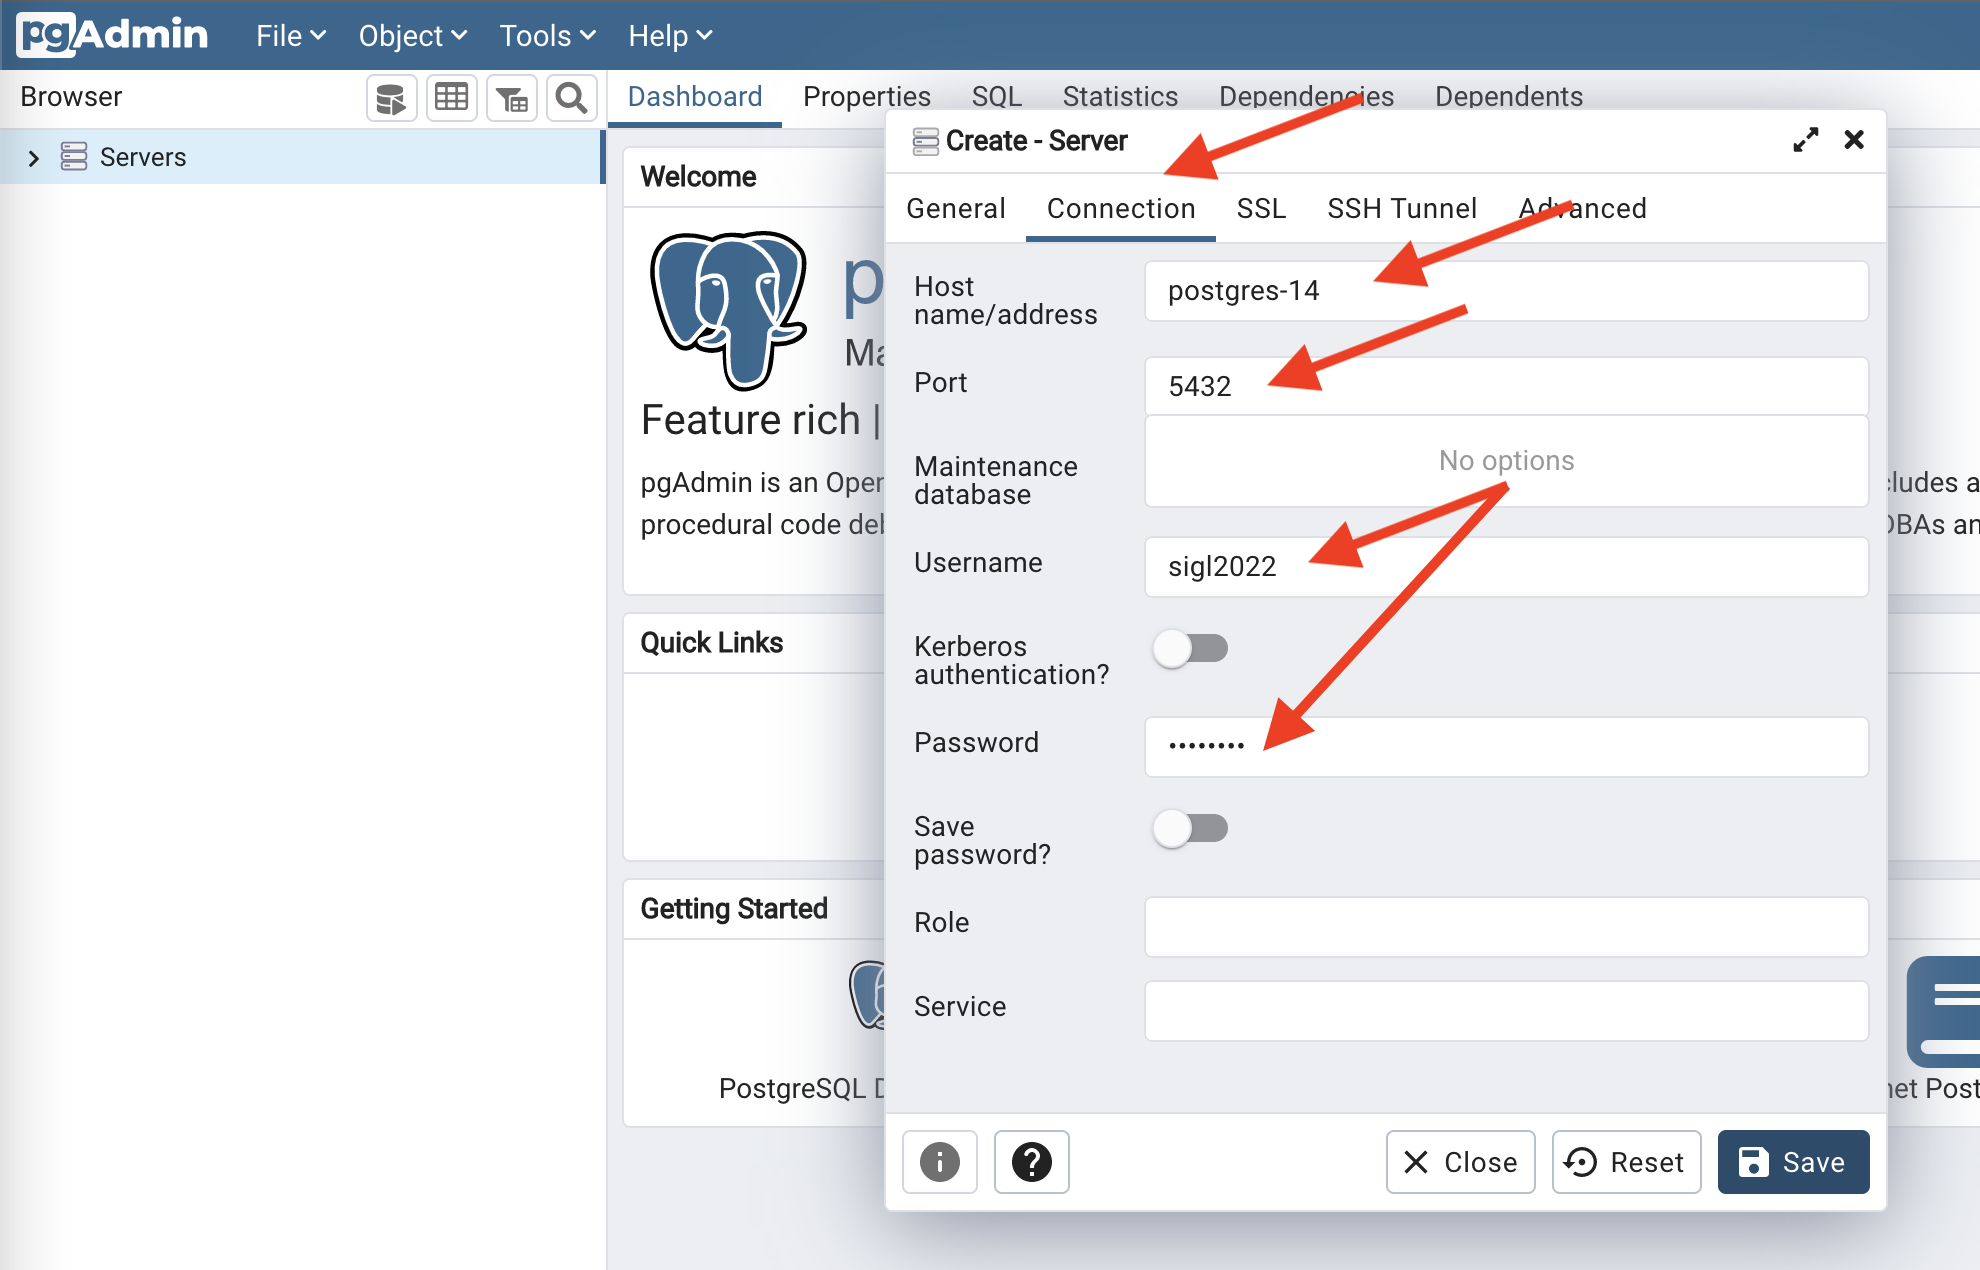 pgAdmin File Object Tools Help
Browser
Dashboard Properties SQL Statistics Dependencies Dependents
Servers
Welcome
p
Ma
Feature rich |
pgAdmin is an Open
procedural code deb
Quick Links
Getting Started
PostgreSQL D
Create - Server
General Connection SSL SSH Tunnel Advanced
Host
name/address
postgres-14
Port
5432
Maintenance
database
No options
Username
sigl2022
Kerberos
authentication?
Password
••••••••
Save
password?
Role
Service
Close Reset Save
cludes a
DBAs an
net Post